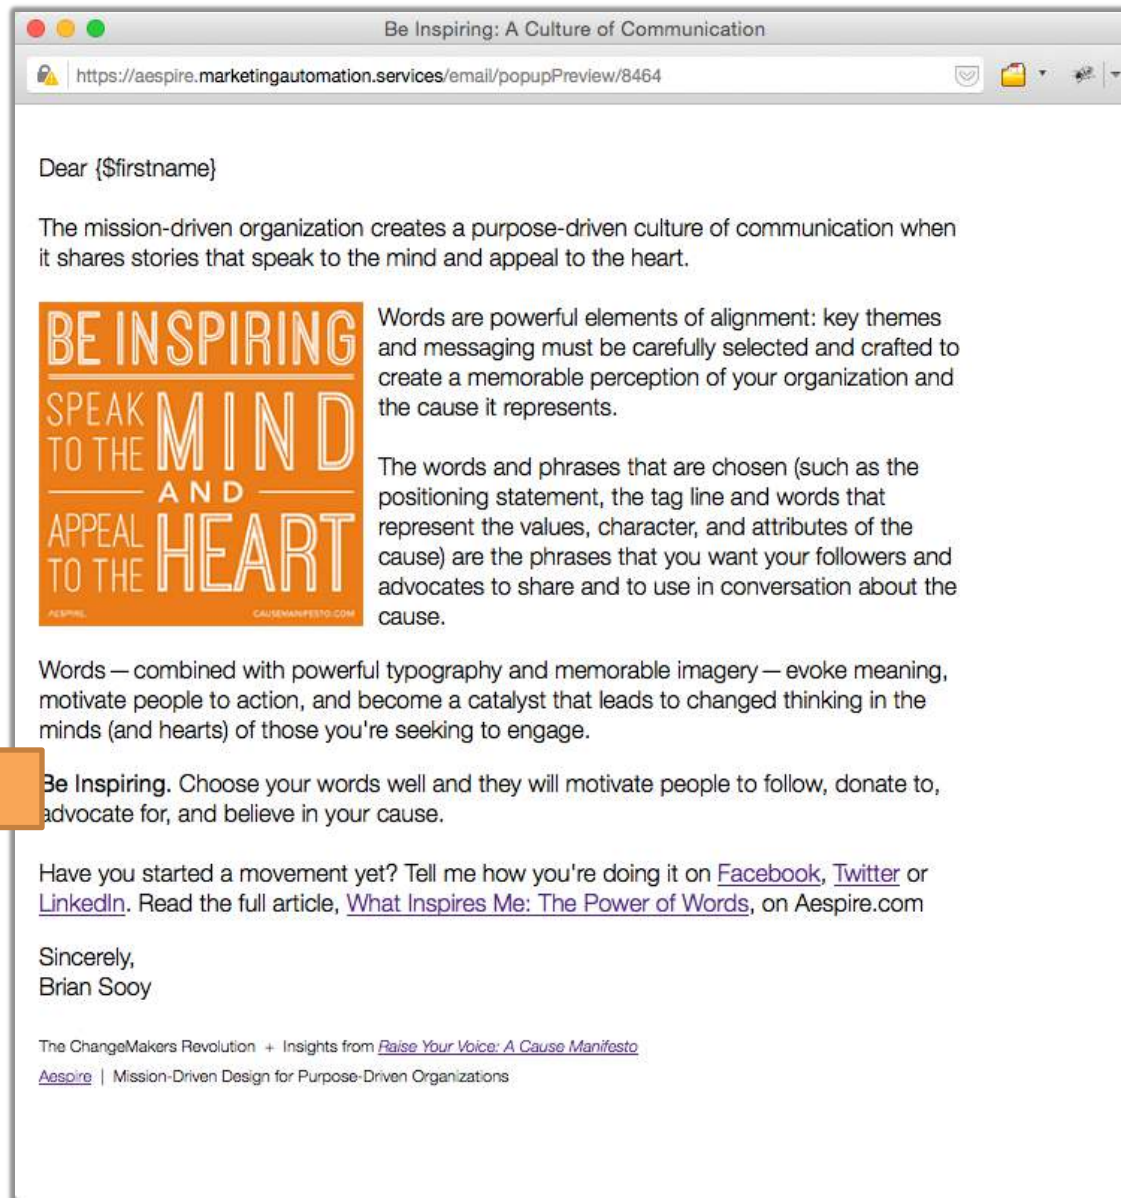 Be Inspiring: A Culture of Communication
https://aespire.marketingautomation.services/email/popupPreview/8464
Dear {$firstname}
The mission-driven organization creates a purpose-driven culture of communication when
it shares stories that speak to the mind and appeal to the heart.
BE INSPIRING
SPEAK TO THE MIND
AND
APPEAL TO THE HEART
AESPIRE. CAUSEMANIFESTO.COM
Words are powerful elements of alignment: key themes
and messaging must be carefully selected and crafted to
create a memorable perception of your organization and
the cause it represents.
The words and phrases that are chosen (such as the
positioning statement, the tag line and words that
represent the values, character, and attributes of the
cause) are the phrases that you want your followers and
advocates to share and to use in conversation about the
cause.
Words — combined with powerful typography and memorable imagery — evoke meaning,
motivate people to action, and become a catalyst that leads to changed thinking in the
minds (and hearts) of those you're seeking to engage.
Be Inspiring. Choose your words well and they will motivate people to follow, donate to,
advocate for, and believe in your cause.
Have you started a movement yet? Tell me how you're doing it on Facebook, Twitter or
LinkedIn. Read the full article, What Inspires Me: The Power of Words, on Aespire.com
Sincerely,
Brian Sooy
The ChangeMakers Revolution + Insights from Raise Your Voice: A Cause Manifesto
Aespire | Mission-Driven Design for Purpose-Driven Organizations